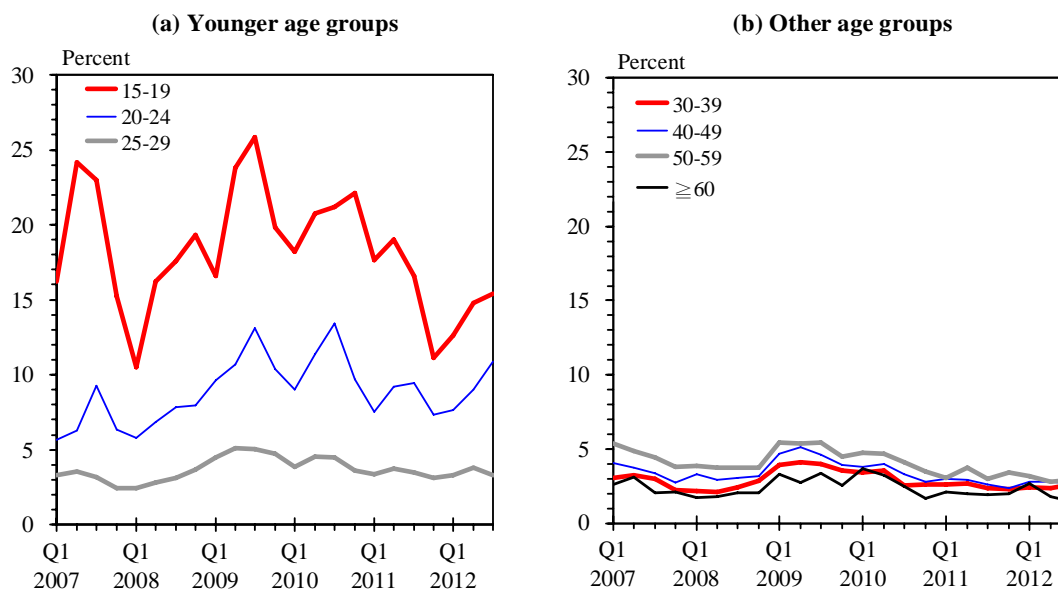 (a) Younger age groups
Percent
30
25
20
15
10
5
0
15-19
20-24
25-29
Q1 Q1 Q1 Q1 Q1 Q1
2007 2008 2009 2010 2011 2012
(b) Other age groups
Percent
30
25
20
15
10
5
0
30-39
40-49
50-59
≧60
Q1 Q1 Q1 Q1 Q1 Q1
2007 2008 2009 2010 2011 2012